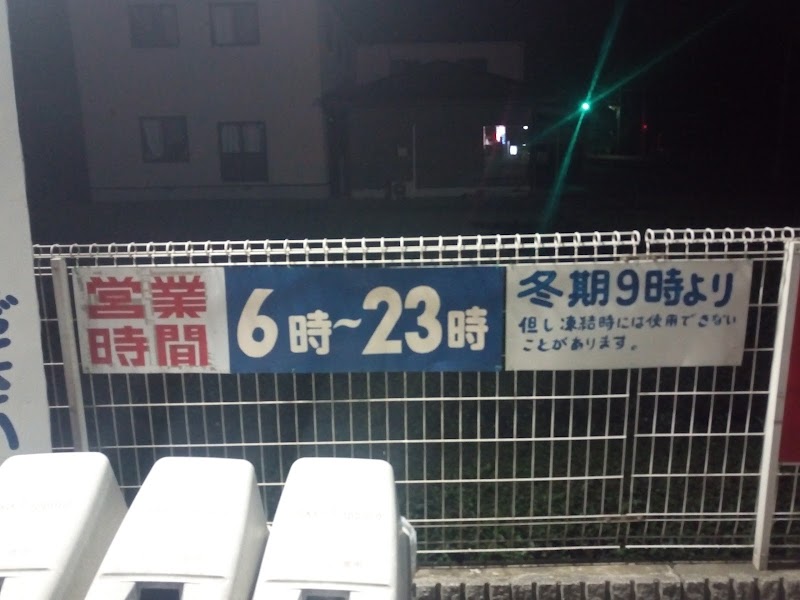 営業
時間
6時~23時
冬期9時より
但し凍結時には使用できない
ことがあります。